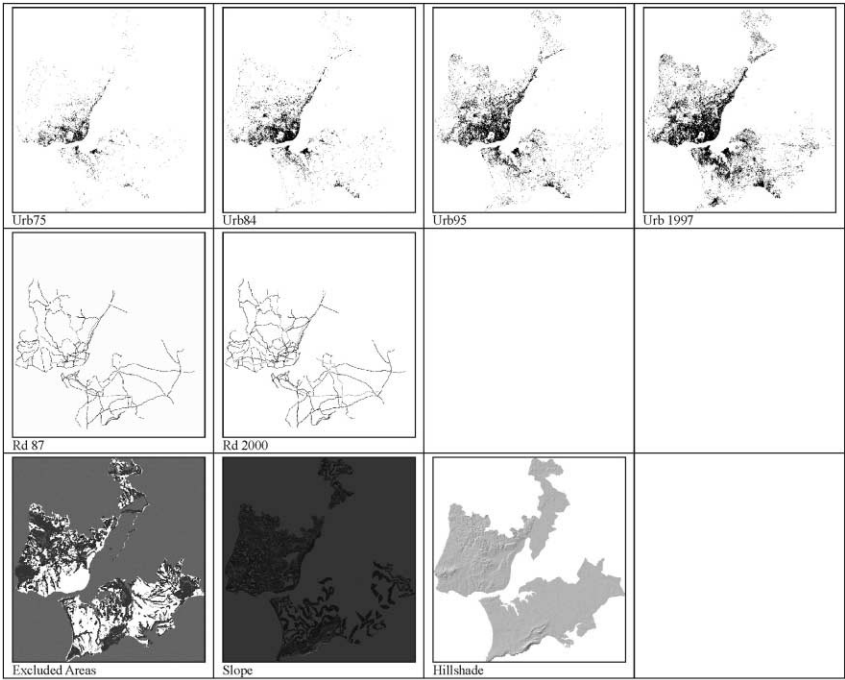 Urb75
Urb84
Urb95
Urb 1997
Rd 87
Rd 2000
Excluded Areas
Slope
Hillshade